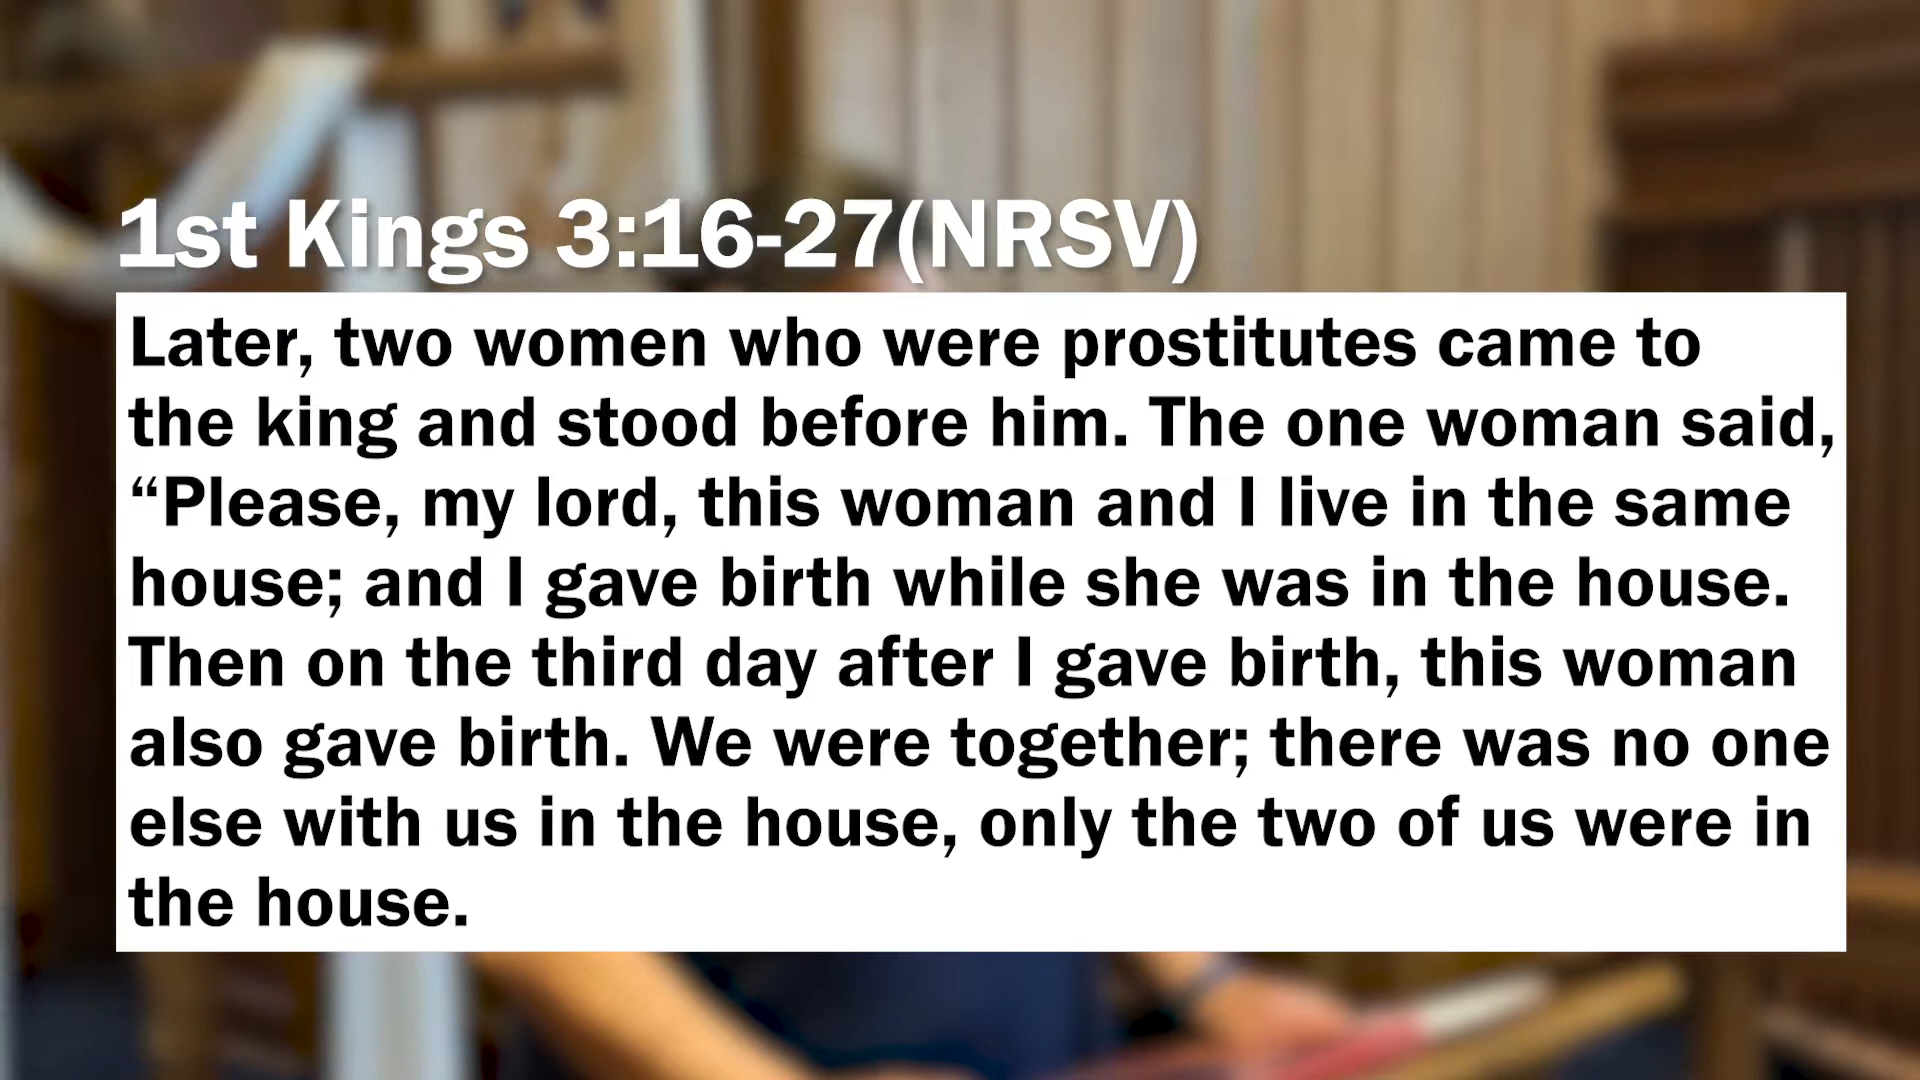 1st Kings 3:16-27(NRSV)
Later, two women who were prostitutes came to
the king and stood before him. The one woman said,
“Please, my lord, this woman and I live in the same
house; and I gave birth while she was in the house.
Then on the third day after I gave birth, this woman
also gave birth. We were together; there was no one
else with us in the house, only the two of us were in
the house.